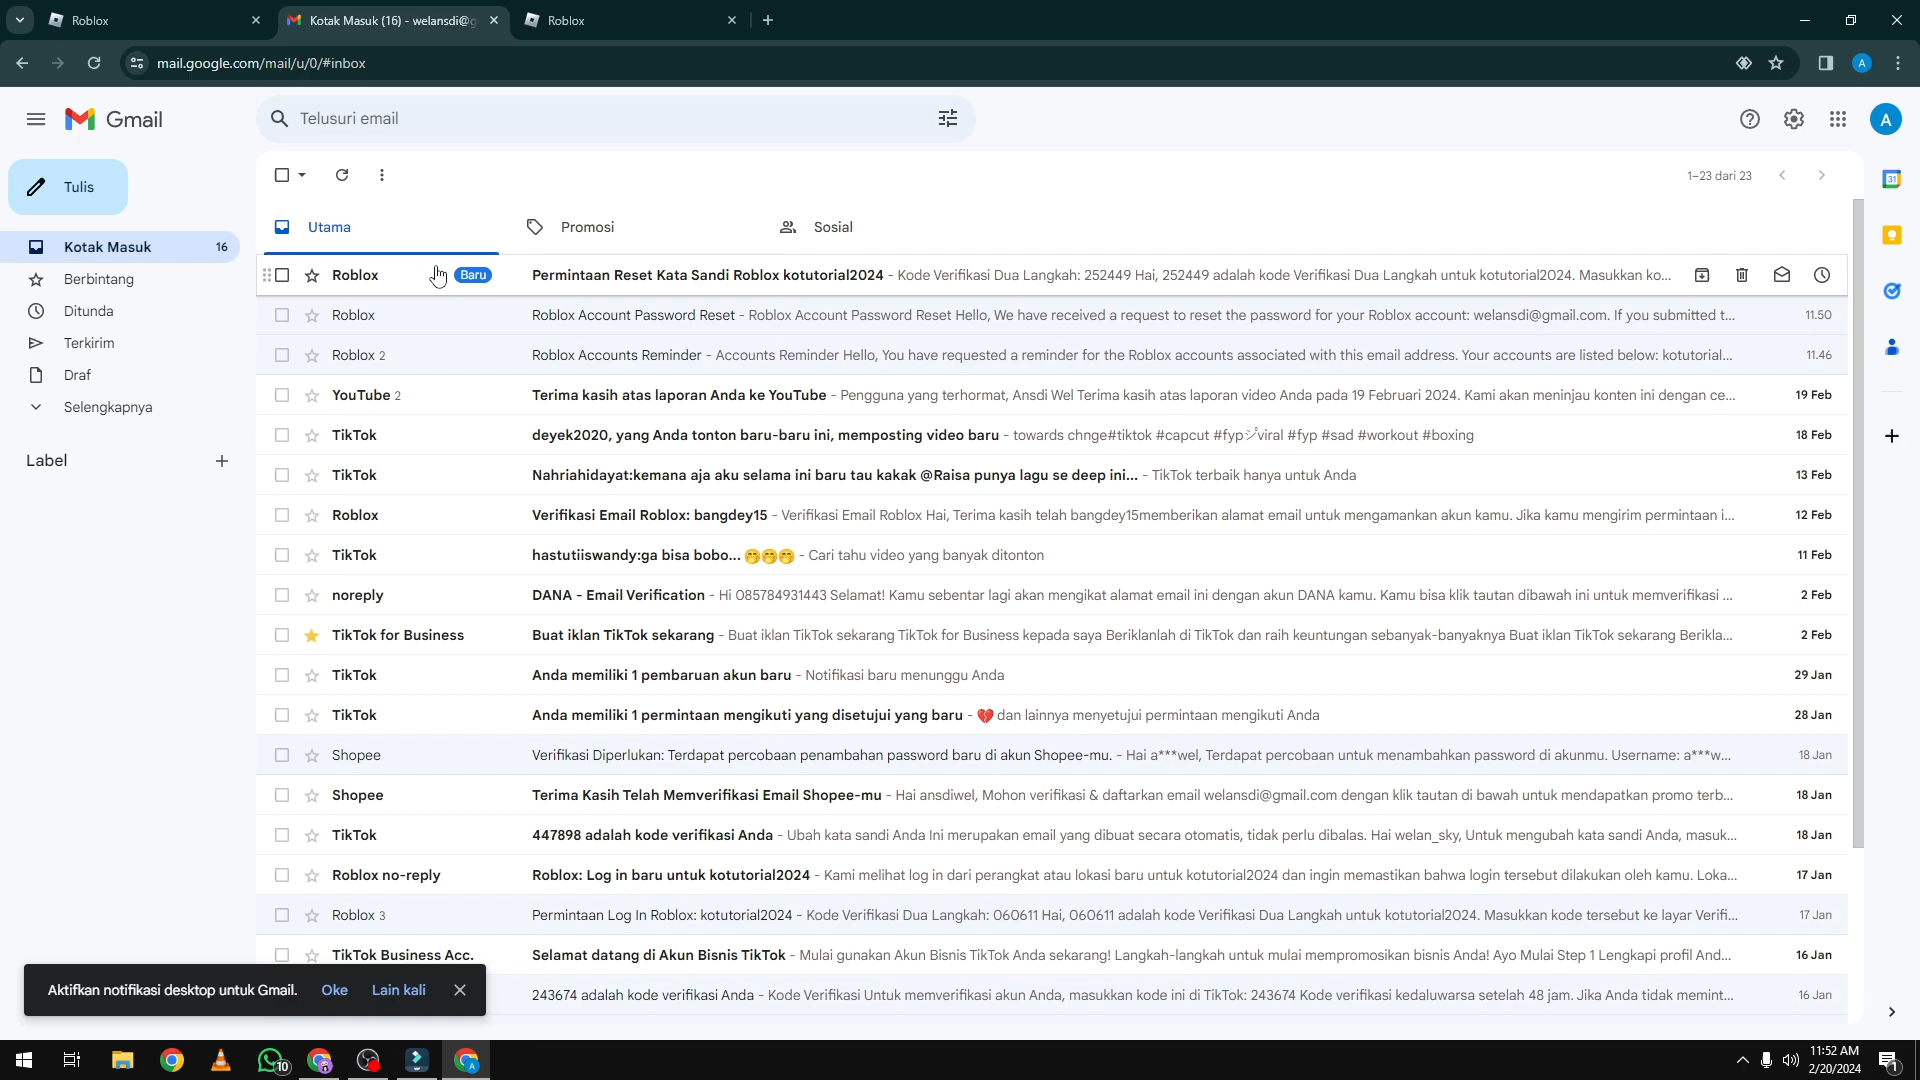 Roblox
Kotak Masuk (16) - welansdi@g
Roblox
mail.google.com/mail/u/0/#inbox
A
Gmail
Telusuri email
A
Tulis
1–23 dari 23
31
Utama
Promosi
Sosial
Kotak Masuk 16
Berbintang
Ditunda
Terkirim
Draf
Selengkapnya
Label
Roblox Baru Permintaan Reset Kata Sandi Roblox kotutorial2024 - Kode Verifikasi Dua Langkah: 252449 Hai, 252449 adalah kode Verifikasi Dua Langkah untuk kotutorial2024. Masukkan ko...
Roblox Roblox Account Password Reset - Roblox Account Password Reset Hello, We have received a request to reset the password for your Roblox account: welansdi@gmail.com. If you submitted t... 11.50
Roblox 2 Roblox Accounts Reminder - Accounts Reminder Hello, You have requested a reminder for the Roblox accounts associated with this email address. Your accounts are listed below: kotutorial... 11.46
YouTube 2 Terima kasih atas laporan Anda ke YouTube - Pengguna yang terhormat, Ansdi Wel Terima kasih atas laporan video Anda pada 19 Februari 2024. Kami akan meninjau konten ini dengan ce... 19 Feb
TikTok deyek2020, yang Anda tonton baru-baru ini, memposting video baru - towards chnge#tiktok #capcut #fypシviral #fyp #sad #workout #boxing 18 Feb
TikTok Nahriahidayat:kemana aja aku selama ini baru tau kakak @Raisa punya lagu se deep ini... - TikTok terbaik hanya untuk Anda 13 Feb
Roblox Verifikasi Email Roblox: bangdey15 - Verifikasi Email Roblox Hai, Terima kasih telah bangdey15memberikan alamat email untuk mengamankan akun kamu. Jika kamu mengirim permintaan i... 12 Feb
TikTok hastutiiswandy:ga bisa bobo... 🤭🤭🤭 - Cari tahu video yang banyak ditonton 11 Feb
noreply DANA - Email Verification - Hi 085784931443 Selamat! Kamu sebentar lagi akan mengikat alamat email ini dengan akun DANA kamu. Kamu bisa klik tautan dibawah ini untuk memverifikasi ... 2 Feb
TikTok for Business Buat iklan TikTok sekarang - Buat iklan TikTok sekarang TikTok for Business kepada saya Beriklanlah di TikTok dan raih keuntungan sebanyak-banyaknya Buat iklan TikTok sekarang Berikla... 2 Feb
TikTok Anda memiliki 1 pembaruan akun baru - Notifikasi baru menunggu Anda 29 Jan
TikTok Anda memiliki 1 permintaan mengikuti yang disetujui yang baru - 💔 dan lainnya menyetujui permintaan mengikuti Anda 28 Jan
Shopee Verifikasi Diperlukan: Terdapat percobaan penambahan password baru di akun Shopee-mu. - Hai a***wel, Terdapat percobaan untuk menambahkan password di akunmu. Username: a***w... 18 Jan
Shopee Terima Kasih Telah Memverifikasi Email Shopee-mu - Hai ansdiwel, Mohon verifikasi & daftarkan email welansdi@gmail.com dengan klik tautan di bawah untuk mendapatkan promo terb... 18 Jan
TikTok 447898 adalah kode verifikasi Anda - Ubah kata sandi Anda Ini merupakan email yang dibuat secara otomatis, tidak perlu dibalas. Hai welan_sky, Untuk mengubah kata sandi Anda, masuk... 18 Jan
Roblox no-reply Roblox: Log in baru untuk kotutorial2024 - Kami melihat log in dari perangkat atau lokasi baru untuk kotutorial2024 dan ingin memastikan bahwa login tersebut dilakukan oleh kamu. Loka... 17 Jan
Roblox 3 Permintaan Log In Roblox: kotutorial2024 - Kode Verifikasi Dua Langkah: 060611 Hai, 060611 adalah kode Verifikasi Dua Langkah untuk kotutorial2024. Masukkan kode tersebut ke layar Verifi... 17 Jan
TikTok Business Acc. Selamat datang di Akun Bisnis TikTok - Mulai gunakan Akun Bisnis TikTok Anda sekarang! Langkah-langkah untuk mulai mempromosikan bisnis Anda! Ayo Mulai Step 1 Lengkapi profil And... 16 Jan
243674 adalah kode verifikasi Anda - Kode Verifikasi Untuk memverifikasi akun Anda, masukkan kode ini di TikTok: 243674 Kode verifikasi kedaluwarsa setelah 48 jam. Jika Anda tidak memint... 16 Jan
Aktifkan notifikasi desktop untuk Gmail. Oke Lain kali
10
A
11:52 AM
2/20/2024
1